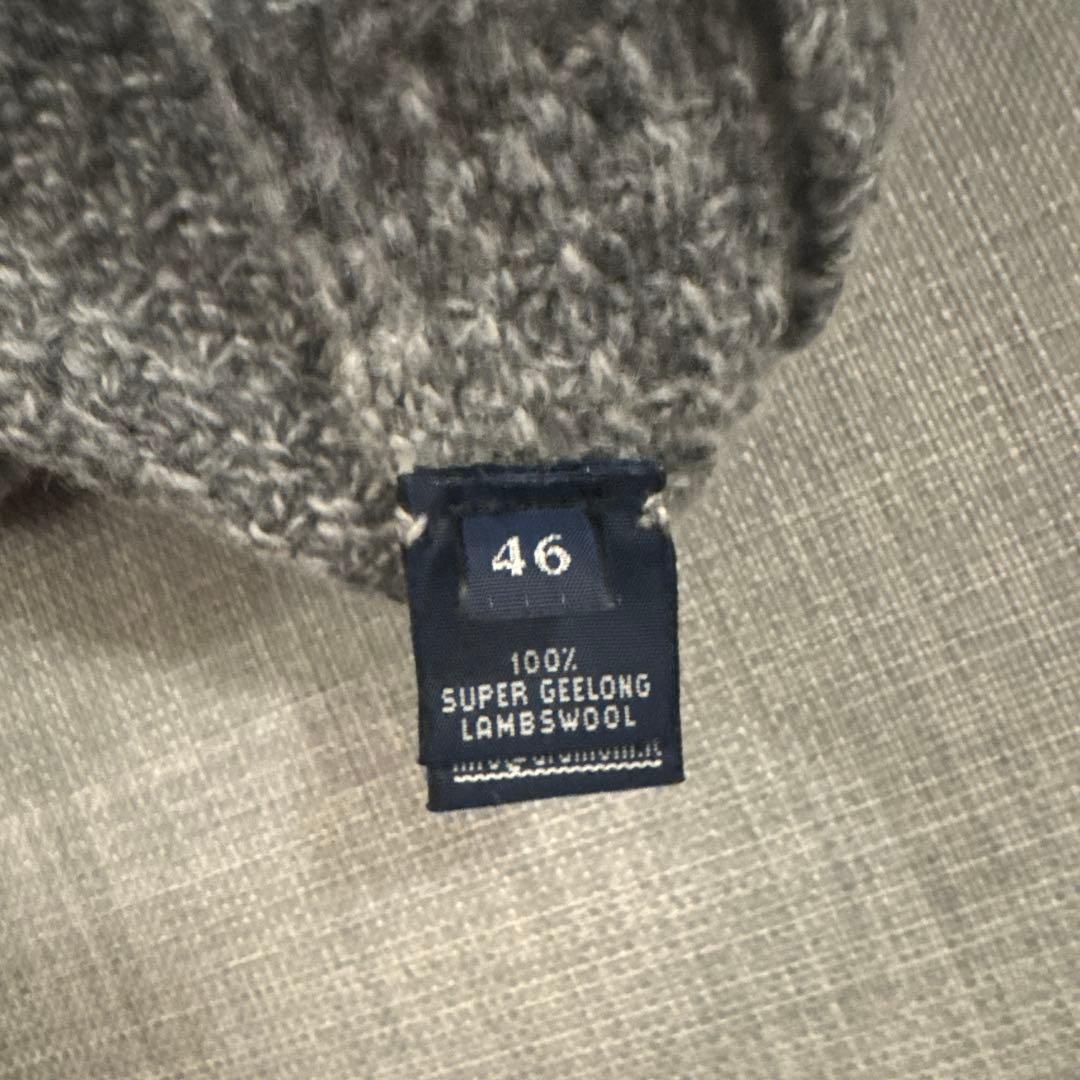 46
100%
SUPER GEELONG
LAMBSWOOL